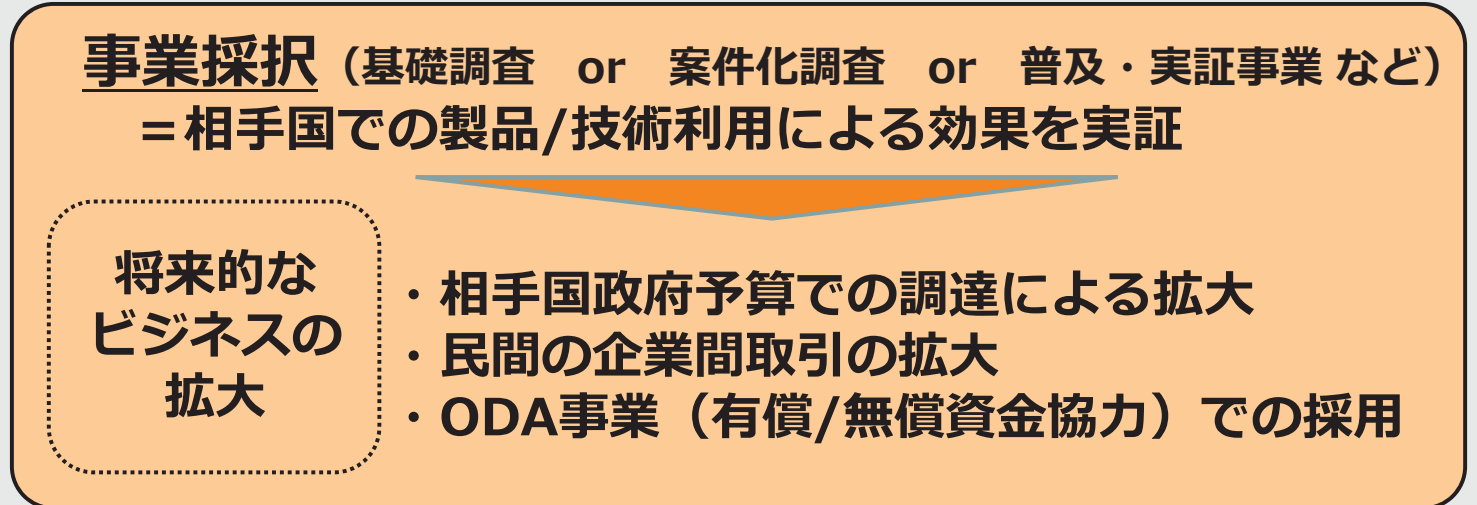 事業採択（基礎調査　or　案件化調査　or　普及・実証事業 など）
＝相手国での製品/技術利用による効果を実証
将来的な
ビジネスの
拡大
・相手国政府予算での調達による拡大
・民間の企業間取引の拡大
・ODA事業（有償/無償資金協力）での採用